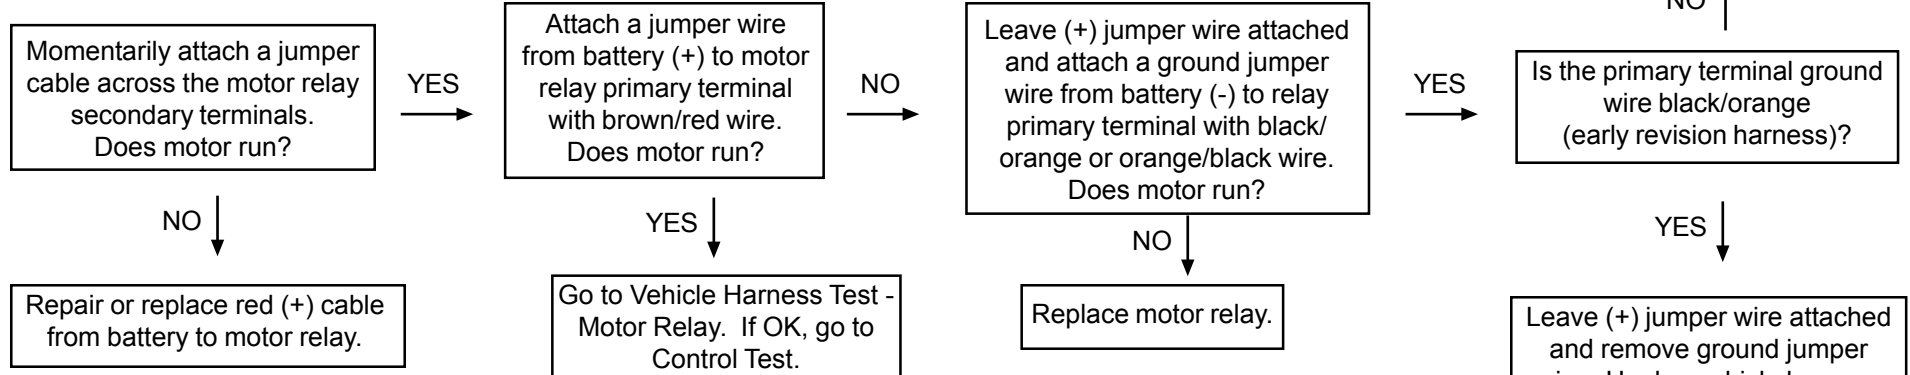 Momentarily attach a jumper
cable across the motor relay
secondary terminals.
Does motor run?
YES
NO
Repair or replace red (+) cable
from battery to motor relay.
Attach a jumper wire
from battery (+) to motor
relay primary terminal
with brown/red wire.
Does motor run?
NO
YES
Go to Vehicle Harness Test -
Motor Relay. If OK, go to
Control Test.
Leave (+) jumper wire attached
and attach a ground jumper
wire from battery (-) to relay
primary terminal with black/
orange or orange/black wire.
Does motor run?
YES
NO
Replace motor relay.
NO
Is the primary terminal ground
wire black/orange
(early revision harness)?
YES
Leave (+) jumper wire attached
and remove ground jumper